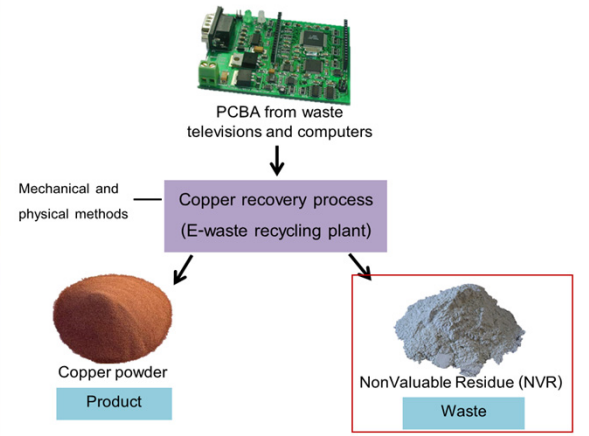 PCBA from waste
televisions and computers
Mechanical and
physical methods
Copper recovery process
(E-waste recycling plant)
Copper powder
Product
NonValuable Residue (NVR)
Waste